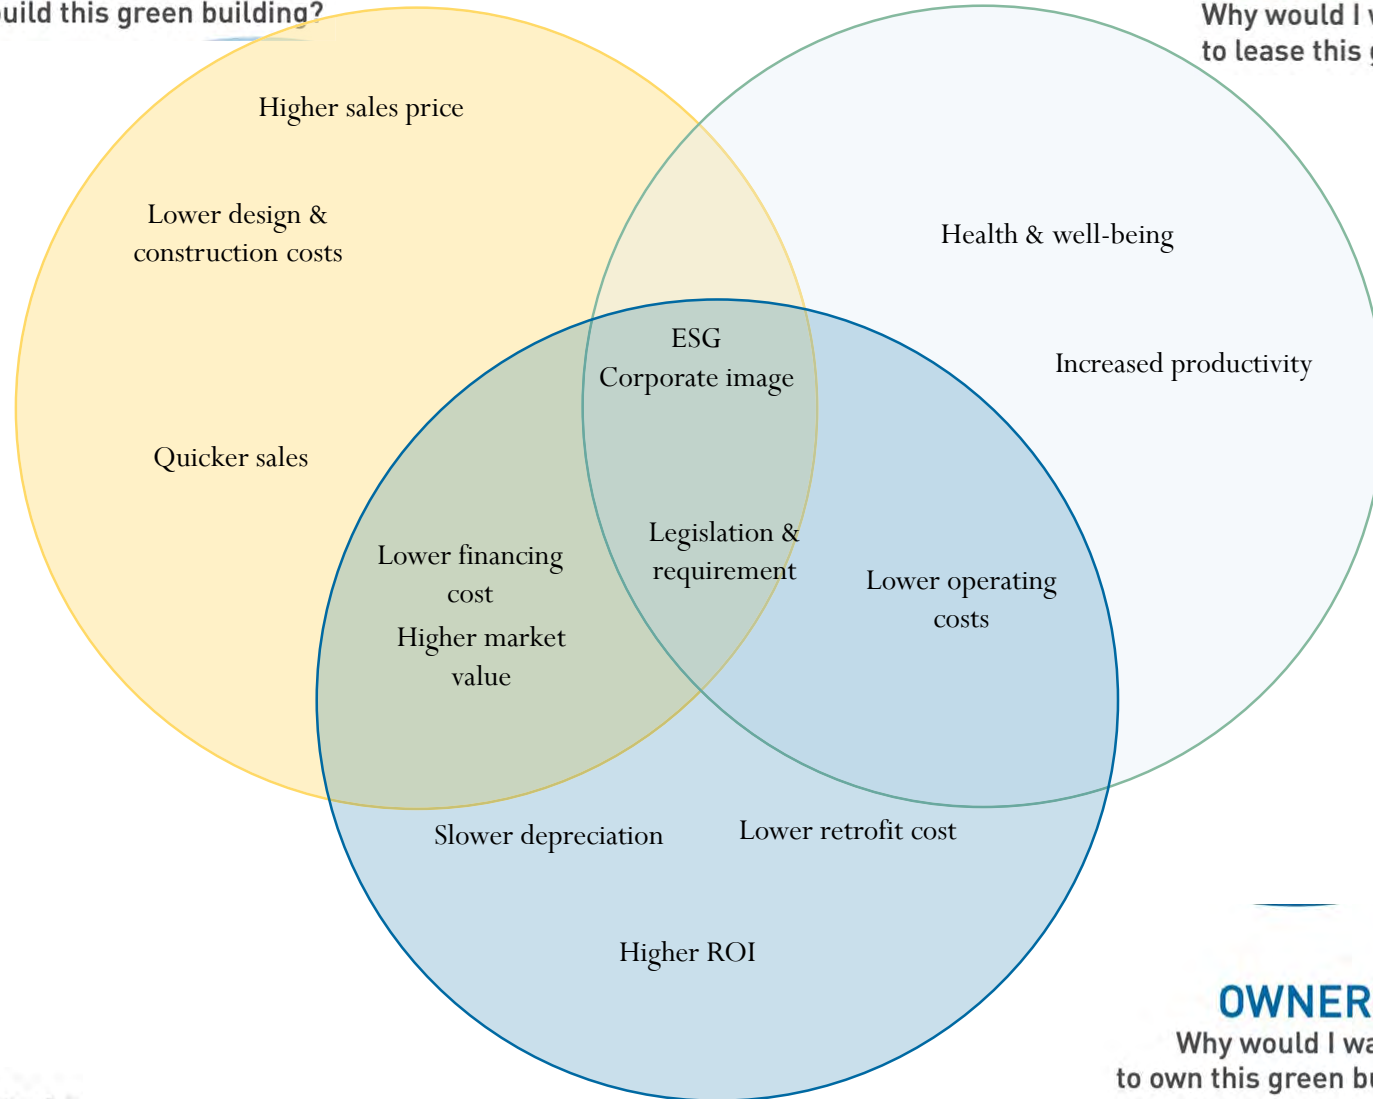 build this green building?
Why would I
to lease this
Higher sales price
Lower design &
construction costs
Health & well-being
ESG
Corporate image
Increased productivity
Quicker sales
Legislation &
requirement
Lower financing
cost
Lower operating
costs
Higher market
value
Slower depreciation
Lower retrofit cost
Higher ROI
OWNER
Why would I wa
to own this green bu